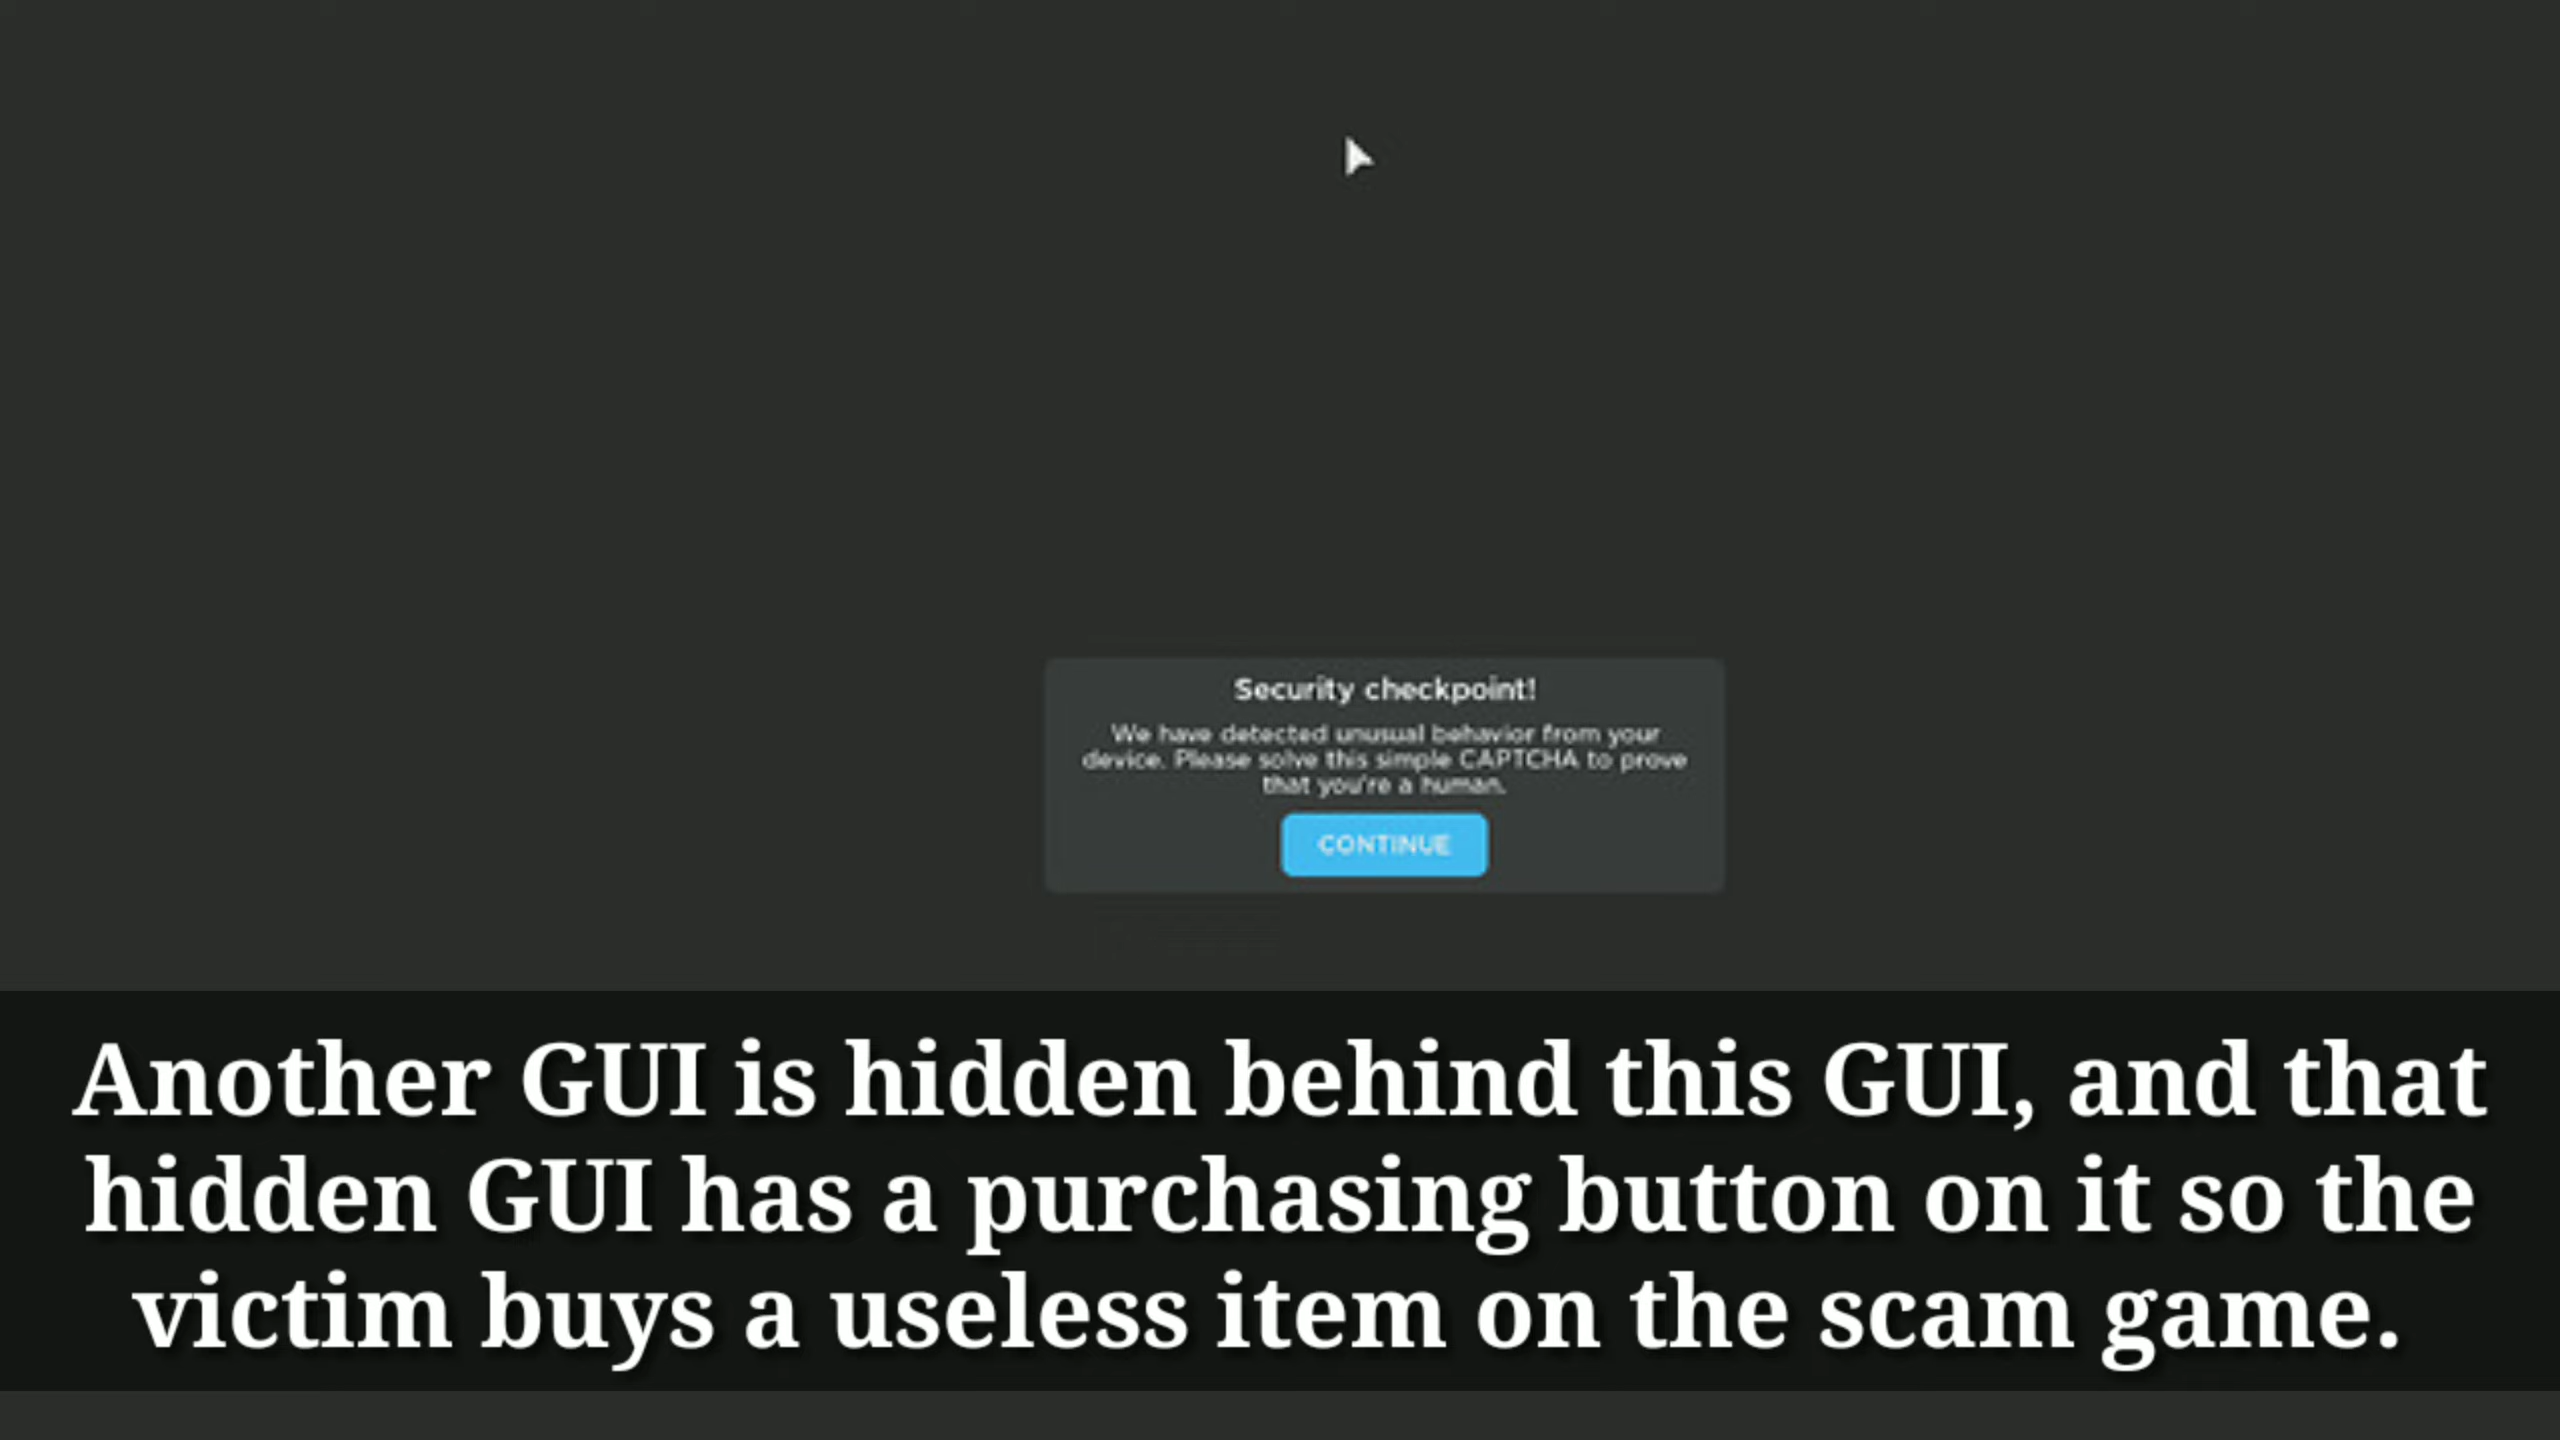 Security checkpoint!
We have detected unusual behavior from your
device. Please solve this simple CAPTCHA to prove
that you're a human.
CONTINUE
Another GUI is hidden behind this GUI, and that
hidden GUI has a purchasing button on it so the
victim buys a useless item on the scam game.